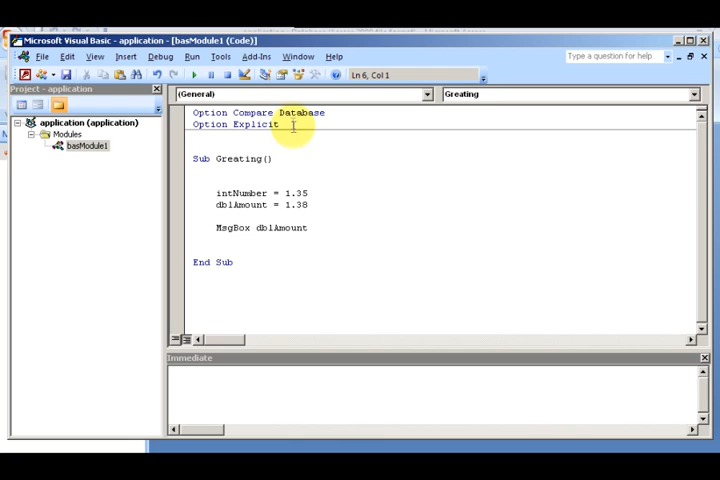 Microsoft Visual Basic - application - [basModule1 (Code)]
File Edit View Insert Debug Run Tools Add-Ins Window Help
Type a question for help
Ln 6, Col 1
Project - application
application (application)
Modules
basModule1
(General)
Greating
Option Compare Database
Option Explicit
Sub Greating()
intNumber = 1.35
dblAmount = 1.38
MsgBox dblAmount
End Sub
Immediate